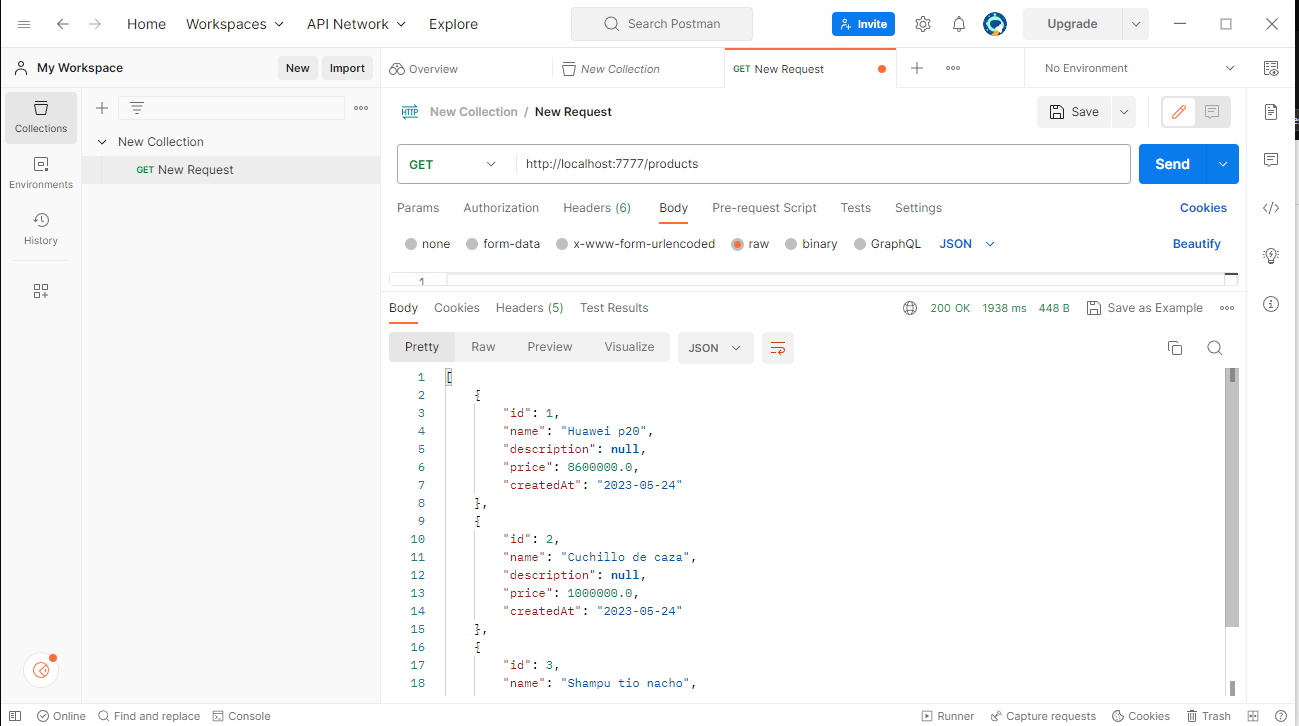 Home Workspaces API Network Explore Search Postman Invite Upgrade
My Workspace New Import Overview New Collection GET New Request No Environment
Collections
Environments
History
New Collection
GET New Request
HTTP New Collection / New Request Save
GET http://localhost:7777/products Send
Params Authorization Headers (6) Body Pre-request Script Tests Settings Cookies
none form-data x-www-form-urlencoded raw binary GraphQL JSON Beautify
1
Body Cookies Headers (5) Test Results 200 OK 1938 ms 448 B Save as Example
Pretty Raw Preview Visualize JSON
1 [
2 {
3 "id": 1,
4 "name": "Huawei p20",
5 "description": null,
6 "price": 8600000.0,
7 "createdAt": "2023-05-24"
8 },
9 {
10 "id": 2,
11 "name": "Cuchillo de caza",
12 "description": null,
13 "price": 1000000.0,
14 "createdAt": "2023-05-24"
15 },
16 {
17 "id": 3,
18 "name": "Shampu tio nacho",
Online Find and replace Console Runner Capture requests Cookies Trash